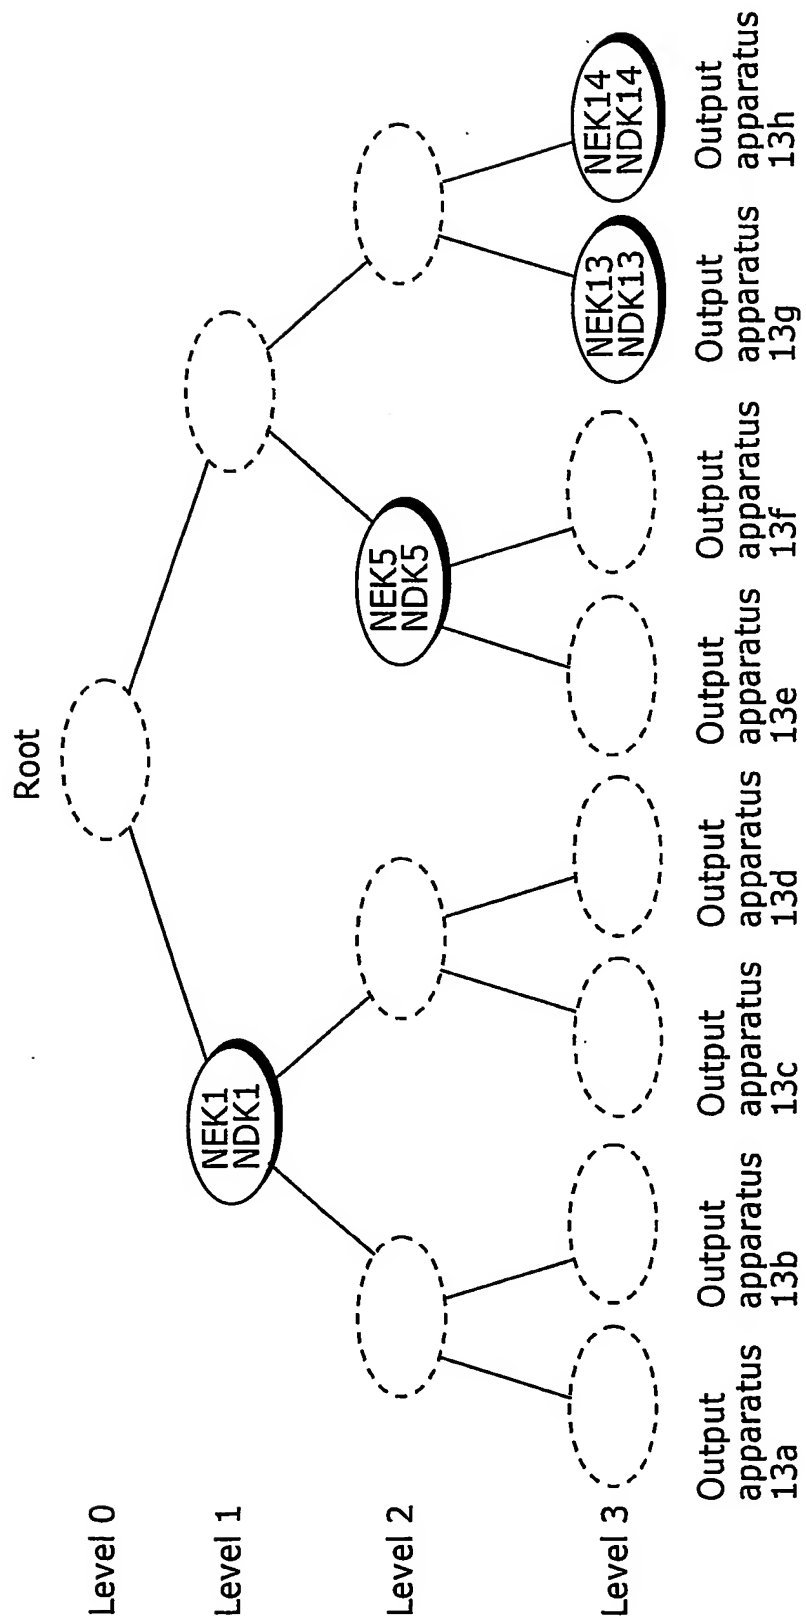 Root
Level 0
Level 1
NEK1
NDK1
Level 2
NEK5
NDK5
Level 3
NEK13
NDK13
NEK14
NDK14
Output
apparatus
13a
Output
apparatus
13b
Output
apparatus
13c
Output
apparatus
13d
Output
apparatus
13e
Output
apparatus
13f
Output
apparatus
13g
Output
apparatus
13h